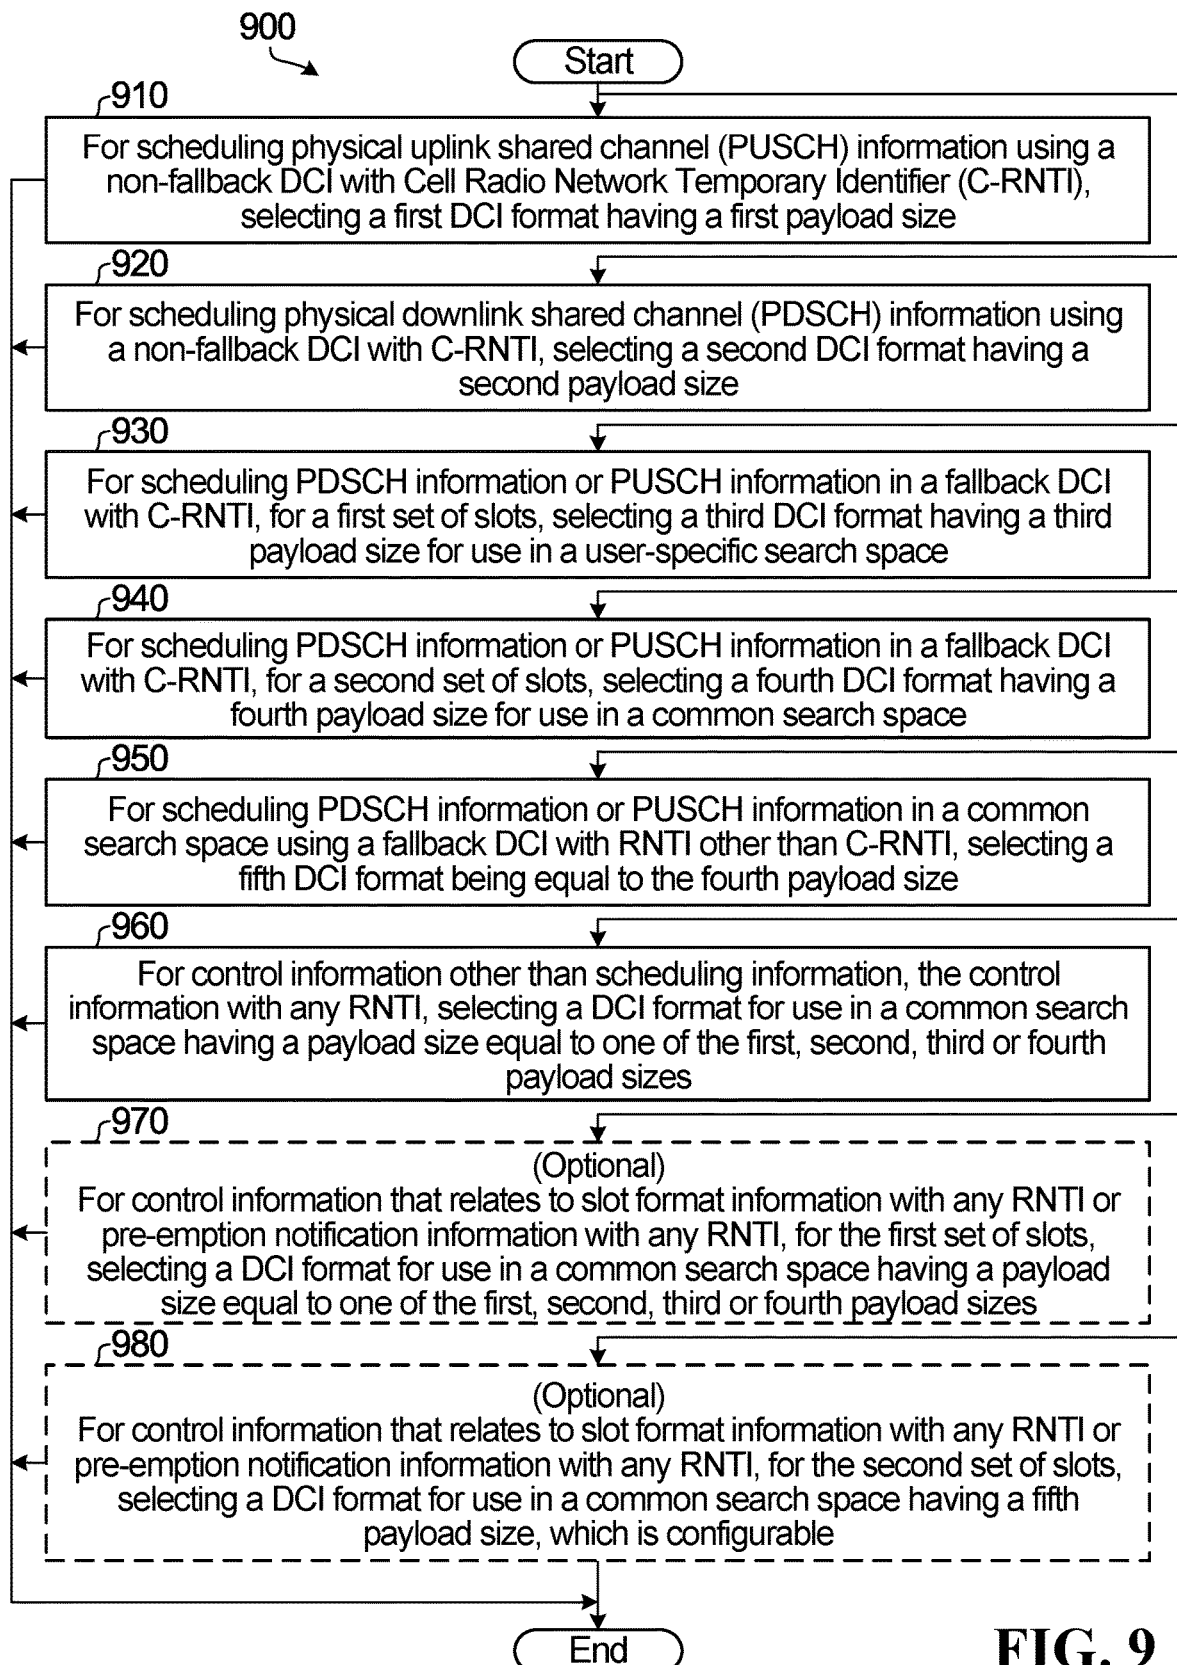 900
Start
910
For scheduling physical uplink shared channel (PUSCH) information using a
non-fallback DCI with Cell Radio Network Temporary Identifier (C-RNTI),
selecting a first DCI format having a first payload size
920
For scheduling physical downlink shared channel (PDSCH) information using
a non-fallback DCI with C-RNTI, selecting a second DCI format having a
second payload size
930
For scheduling PDSCH information or PUSCH information in a fallback DCI
with C-RNTI, for a first set of slots, selecting a third DCI format having a third
payload size for use in a user-specific search space
940
For scheduling PDSCH information or PUSCH information in a fallback DCI
with C-RNTI, for a second set of slots, selecting a fourth DCI format having a
fourth payload size for use in a common search space
950
For scheduling PDSCH information or PUSCH information in a common
search space using a fallback DCI with RNTI other than C-RNTI, selecting a
fifth DCI format being equal to the fourth payload size
960
For control information other than scheduling information, the control
information with any RNTI, selecting a DCI format for use in a common search
space having a payload size equal to one of the first, second, third or fourth
payload sizes
970
(Optional)
For control information that relates to slot format information with any RNTI or
pre-emption notification information with any RNTI, for the first set of slots,
selecting a DCI format for use in a common search space having a payload
size equal to one of the first, second, third or fourth payload sizes
980
(Optional)
For control information that relates to slot format information with any RNTI or
pre-emption notification information with any RNTI, for the second set of slots,
selecting a DCI format for use in a common search space having a fifth
payload size, which is configurable
End
FIG. 9